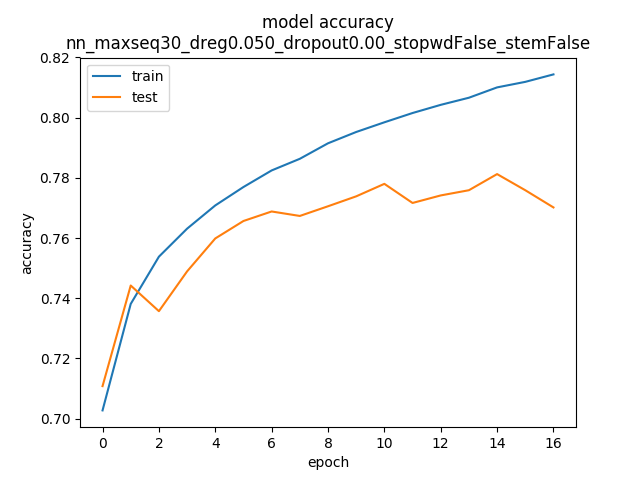 model accuracy
nn_maxseq30_dreg0.050_dropout0.00_stopwdFalse_stemFalse
train
test
0.82
0.80
0.78
0.76
0.74
0.72
0.70
accuracy
0 2 4 6 8 10 12 14 16
epoch